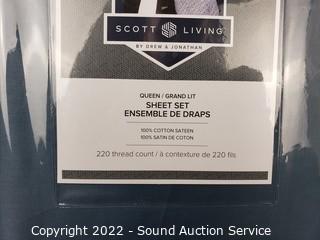 SCOTT LIVING
BY DREW & JONATHAN
QUEEN / GRAND LIT
SHEET SET
ENSEMBLE DE DRAPS
100% COTTON SATEEN
100% SATIN DE COTON
220 thread count / à contexture de 220 fils
Copyright 2022 - Sound Auction Service